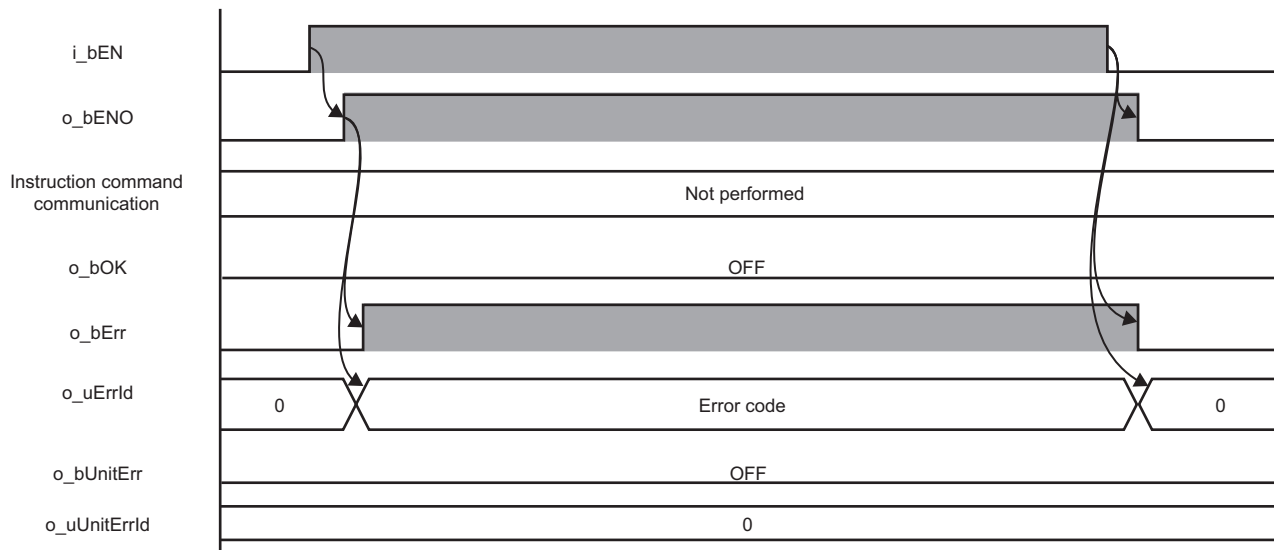 i_bEN
o_bENO
Instruction command
communication
Not performed
o_bOK
OFF
o_bErr
o_uErrId
0
Error code
0
o_bUnitErr
OFF
o_uUnitErrId
0